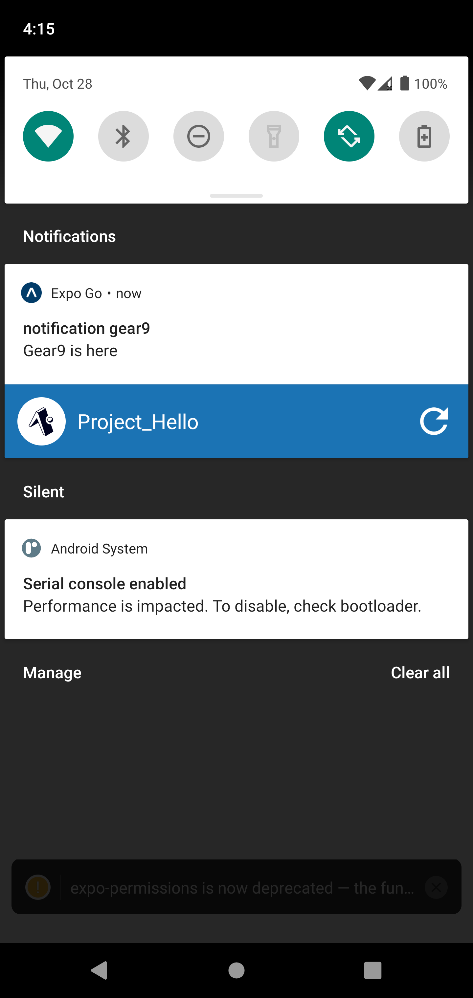 4:15
Thu, Oct 28
100%
Notifications
Expo Go • now
notification gear9
Gear9 is here
Project_Hello
Silent
Android System
Serial console enabled
Performance is impacted. To disable, check bootloader.
Manage
Clear all
expo-permissions is now deprecated — the fun...